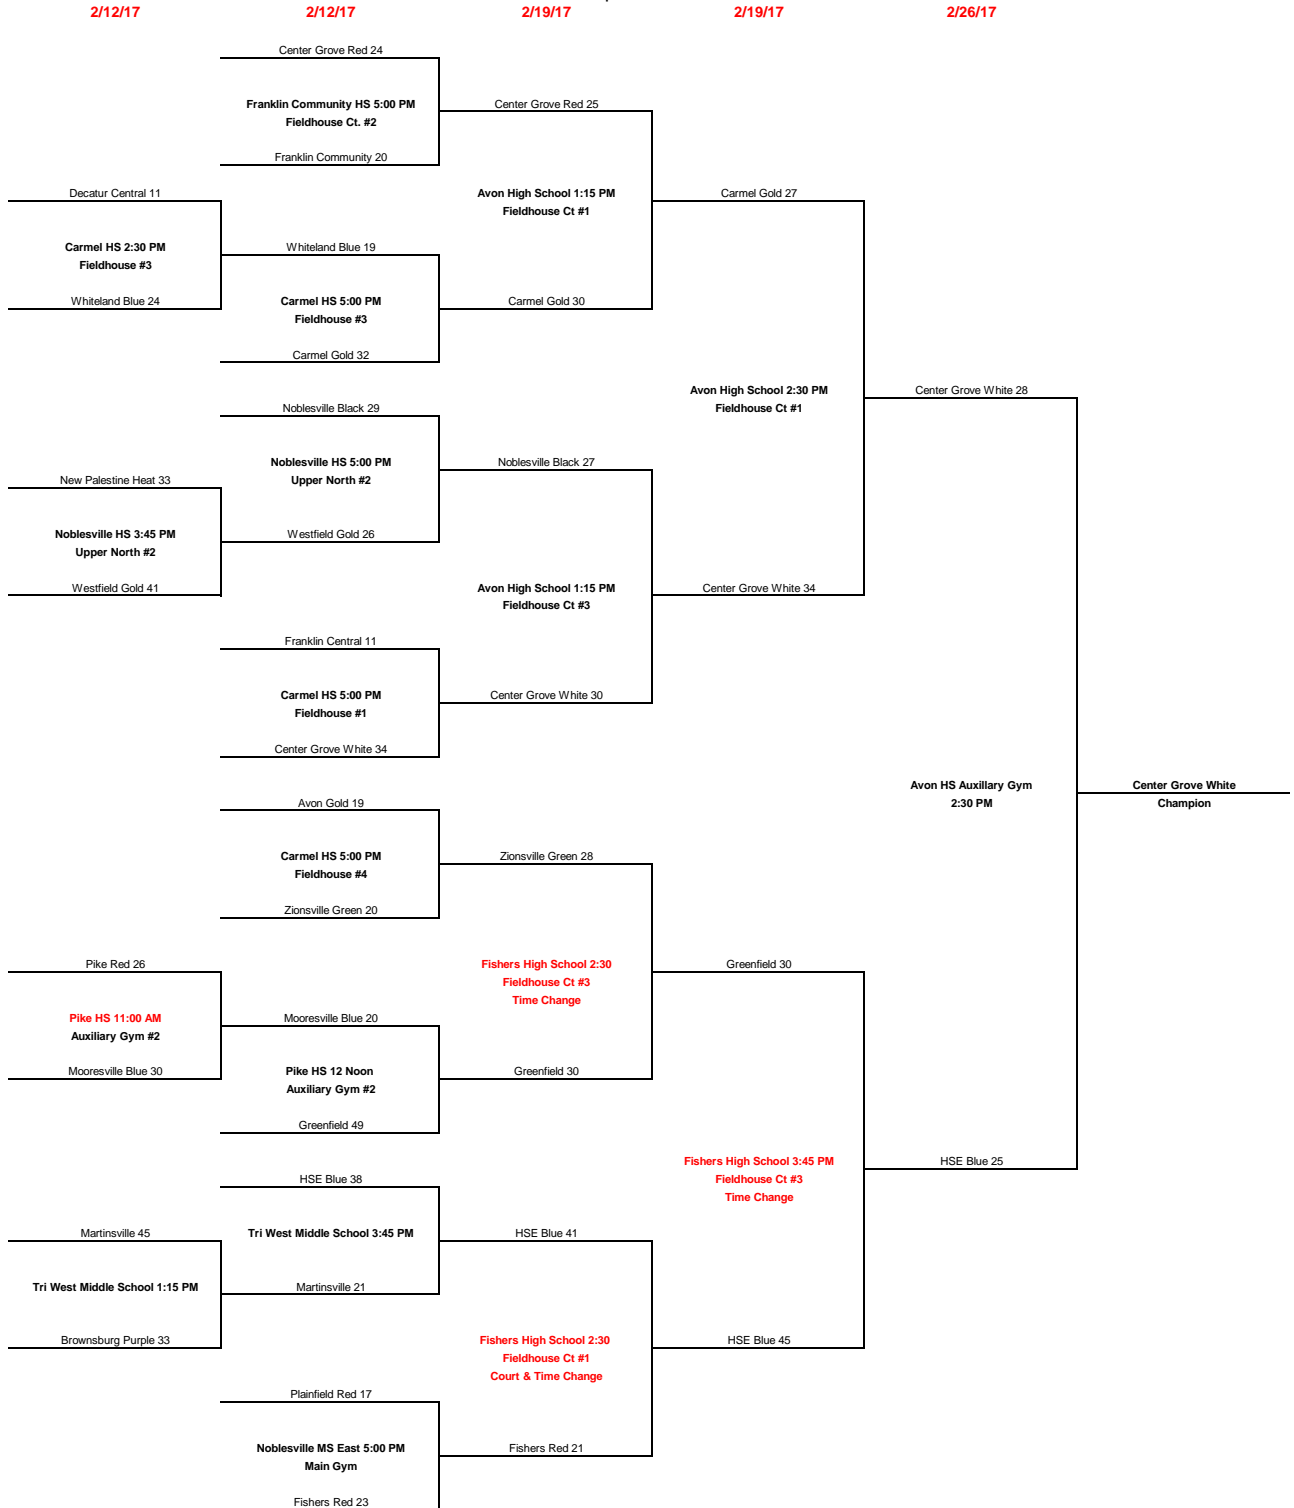 2/12/17
2/12/17
2/19/17
2/19/17
2/26/17
Center Grove Red 24
Franklin Community HS 5:00 PM
Fieldhouse Ct. #2
Center Grove Red 25
Franklin Community 20
Decatur Central 11
Avon High School 1:15 PM
Fieldhouse Ct #1
Carmel Gold 27
Carmel HS 2:30 PM
Fieldhouse #3
Whiteland Blue 19
Whiteland Blue 24
Carmel HS 5:00 PM
Fieldhouse #3
Carmel Gold 30
Carmel Gold 32
Avon High School 2:30 PM
Fieldhouse Ct #1
Center Grove White 28
Noblesville Black 29
Noblesville HS 5:00 PM
Upper North #2
Noblesville Black 27
New Palestine Heat 33
Noblesville HS 3:45 PM
Upper North #2
Westfield Gold 26
Westfield Gold 41
Avon High School 1:15 PM
Fieldhouse Ct #3
Center Grove White 34
Franklin Central 11
Carmel HS 5:00 PM
Fieldhouse #1
Center Grove White 30
Center Grove White 34
Avon HS Auxillary Gym
2:30 PM
Center Grove White
Champion
Avon Gold 19
Carmel HS 5:00 PM
Fieldhouse #4
Zionsville Green 28
Zionsville Green 20
Pike Red 26
Fishers High School 2:30
Fieldhouse Ct #3
Time Change
Greenfield 30
Pike HS 11:00 AM
Auxiliary Gym #2
Mooresville Blue 20
Mooresville Blue 30
Pike HS 12 Noon
Auxiliary Gym #2
Greenfield 30
Greenfield 49
Fishers High School 3:45 PM
Fieldhouse Ct #3
Time Change
HSE Blue 25
HSE Blue 38
Martinsville 45
Tri West Middle School 3:45 PM
HSE Blue 41
Tri West Middle School 1:15 PM
Martinsville 21
Brownsburg Purple 33
Fishers High School 2:30
Fieldhouse Ct #1
Court & Time Change
HSE Blue 45
Plainfield Red 17
Noblesville MS East 5:00 PM
Main Gym
Fishers Red 21
Fishers Red 23